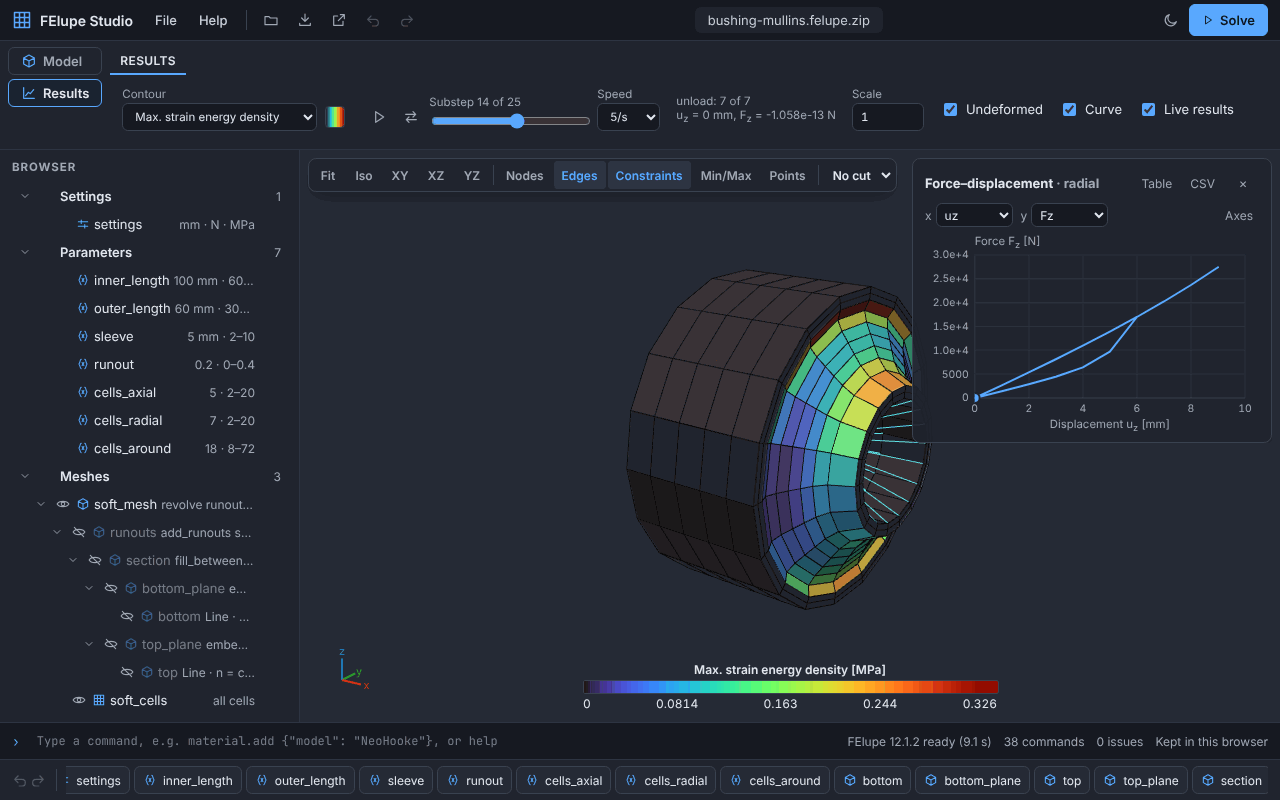 FElupe Studio File Help bushing-mullins.felupe.zip Solve
Model RESULTS
Results
Contour Max. strain energy density
Substep 14 of 25
Speed 5/s
unload: 7 of 7
uz = 0 mm, Fz = -1.058e-13 N
Scale 1
Undeformed Curve Live results
BROWSER
Settings 1
settings mm · N · MPa
Parameters 7
inner_length 100 mm · 60…
outer_length 60 mm · 30…
sleeve 5 mm · 2–10
runout 0.2 · 0–0.4
cells_axial 5 · 2–20
cells_radial 7 · 2–20
cells_around 18 · 8–72
Meshes 3
soft_mesh revolve runout…
runouts add_runouts s…
section fill_between…
bottom_plane e…
bottom Line · …
top_plane embe…
top Line · n = c…
soft_cells all cells
Fit Iso XY XZ YZ Nodes Edges Constraints Min/Max Points No cut
Force–displacement · radial Table CSV ×
x uz y Fz Axes
Force Fz [N]
3.0e+4
2.5e+4
2.0e+4
1.5e+4
1.0e+4
5000
0
0 2 4 6 8 10
Displacement uz [mm]
z
y
x
Max. strain energy density [MPa]
0 0.0814 0.163 0.244 0.326
› Type a command, e.g. material.add {"model": "NeoHooke"}, or help FElupe 12.1.2 ready (9.1 s) 38 commands 0 issues Kept in this browser
settings inner_length outer_length sleeve runout cells_axial cells_radial cells_around bottom bottom_plane top top_plane section